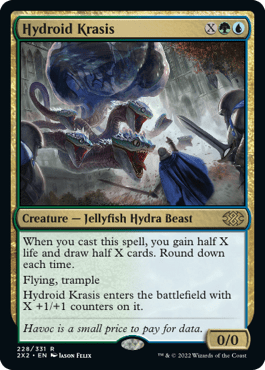 Hydroid Krasis X
Creature — Jellyfish Hydra Beast
When you cast this spell, you gain half X
life and draw half X cards. Round down
each time.
Flying, trample
Hydroid Krasis enters the battlefield with
X +1/+1 counters on it.
Havoc is a small price to pay for data.
0/0
228/331 R
2X2 • EN JASON FELIX
™ & © 2022 Wizards of the Coast